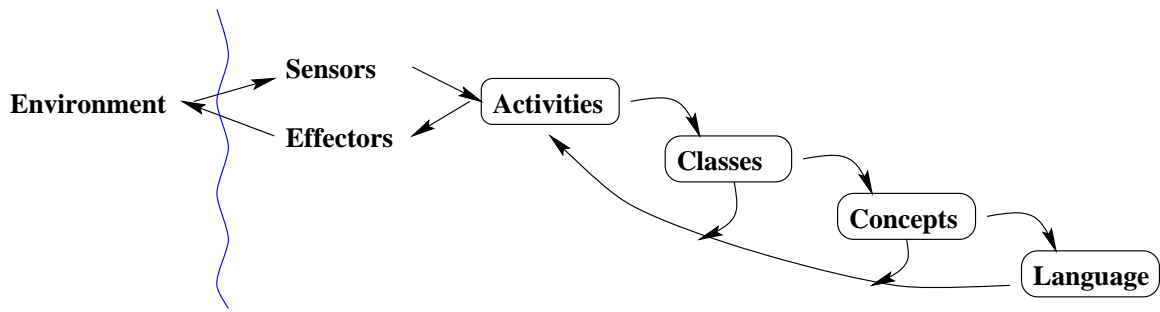 Environment
Sensors
Effectors
Activities
Classes
Concepts
Language